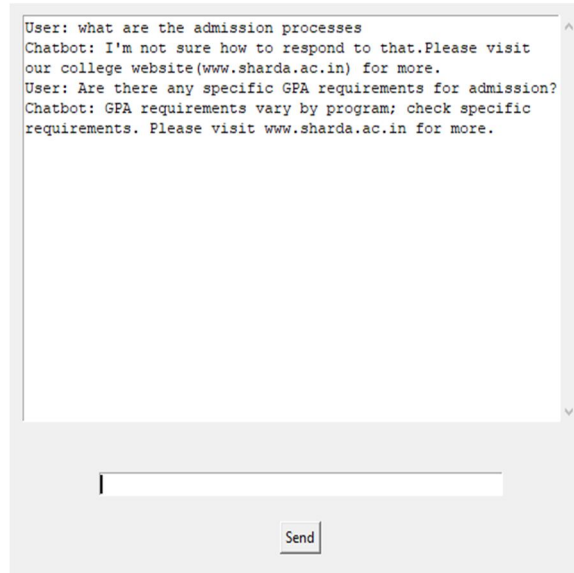 User: what are the admission processes
Chatbot: I'm not sure how to respond to that.Please visit
our college website(www.sharda.ac.in) for more.
User: Are there any specific GPA requirements for admission?
Chatbot: GPA requirements vary by program; check specific
requirements. Please visit www.sharda.ac.in for more.
Send